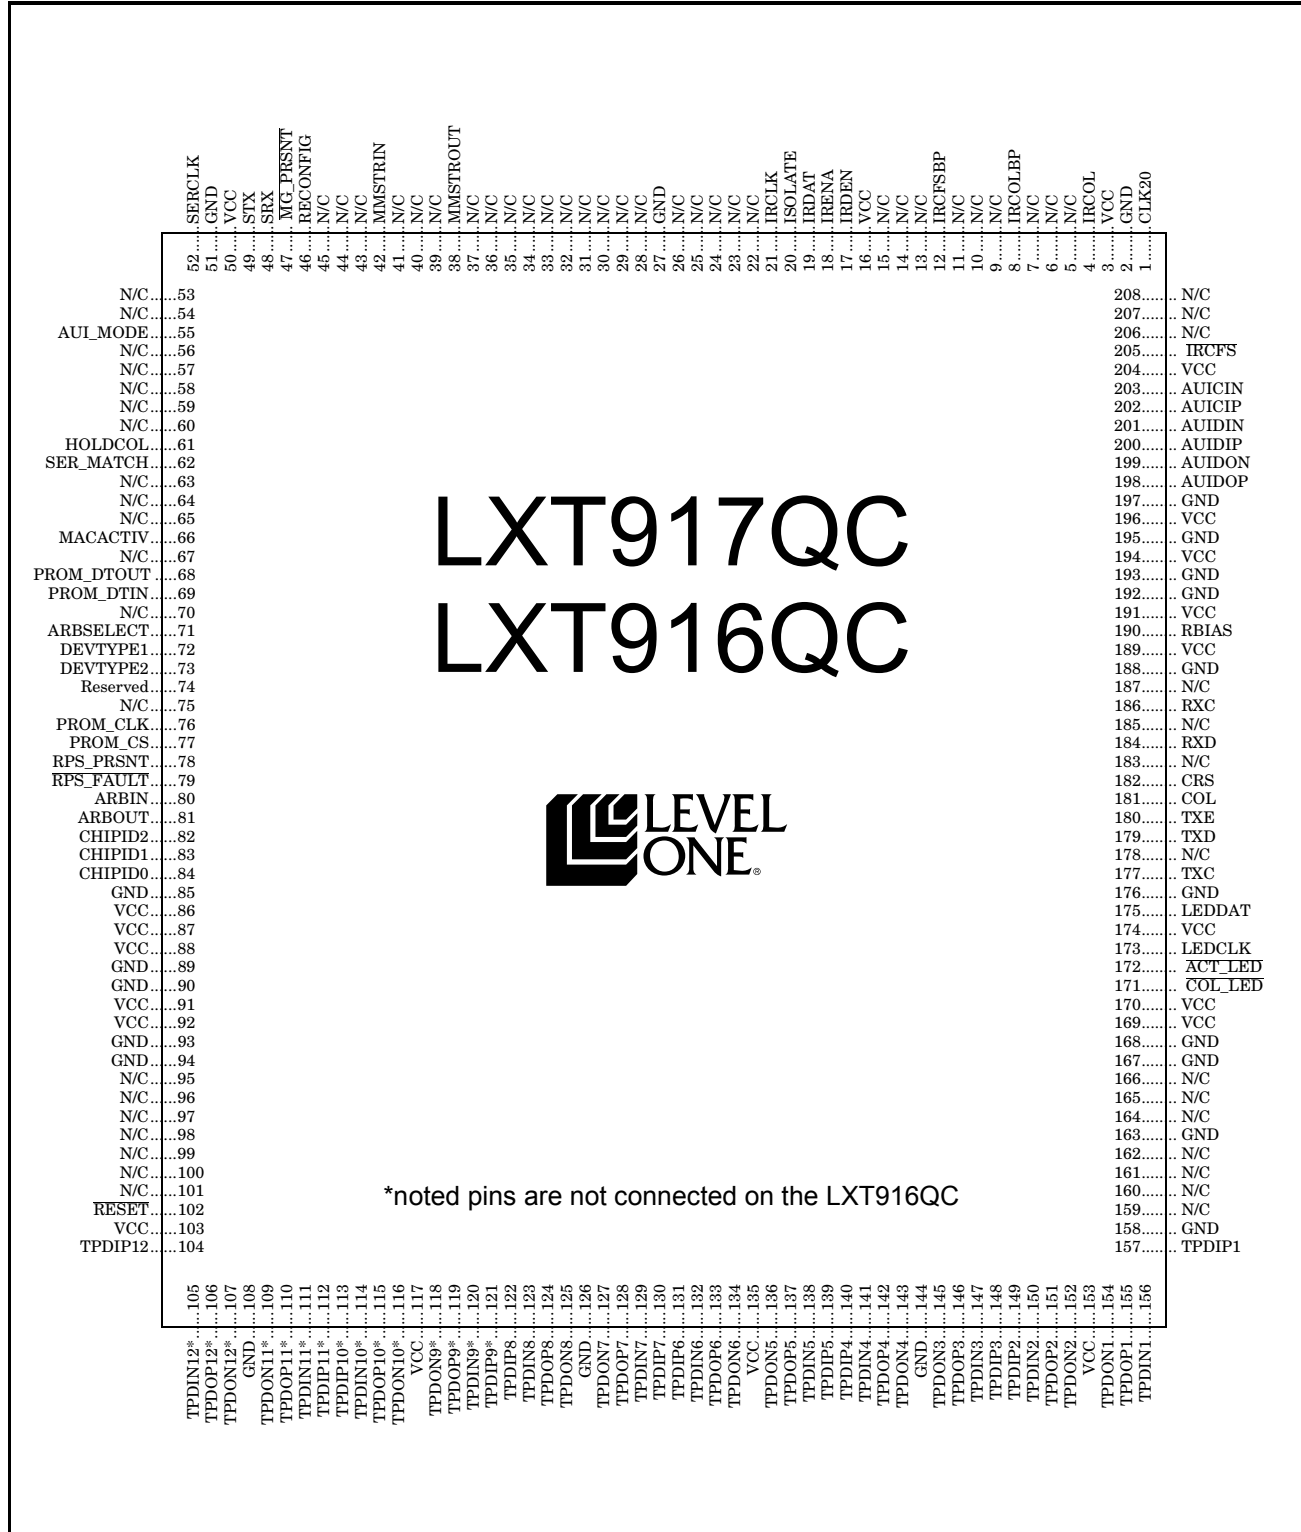 52......SERCLK
51......GND
50......VCC
49......STX
48......SRX
47......MG_PRSNT
46......RECONFIG
45......N/C
44......N/C
43......N/C
42......MMSTRIN
41......N/C
40......N/C
39......N/C
38......MMSTROUT
37......N/C
36......N/C
35......N/C
34......N/C
33......N/C
32......N/C
31......N/C
30......N/C
29......N/C
28......N/C
27......GND
26......N/C
25......N/C
24......N/C
23......N/C
22......N/C
21......IRCLK
20......ISOLATE
19......IRDAT
18......IRENA
17......IRDEN
16......VCC
15......N/C
14......N/C
13......N/C
12......IRCFSBP
11......N/C
10......N/C
9........N/C
8........IRCOLBP
7........N/C
6........N/C
5........N/C
4........IRCOL
3........VCC
2........GND
1........CLK20
N/C......53
N/C......54
AUI_MODE......55
N/C......56
N/C......57
N/C......58
N/C......59
N/C......60
HOLDCOL......61
SER_MATCH......62
N/C......63
N/C......64
N/C......65
MACACTIV......66
N/C......67
PROM_DTOUT ......68
PROM_DTIN......69
N/C......70
ARBSELECT......71
DEVTYPE1......72
DEVTYPE2......73
Reserved......74
N/C......75
PROM_CLK......76
PROM_CS......77
RPS_PRSNT......78
RPS_FAULT......79
ARBIN......80
ARBOUT......81
CHIPID2......82
CHIPID1......83
CHIPID0......84
GND......85
VCC......86
VCC......87
VCC......88
GND......89
GND......90
VCC......91
VCC......92
GND......93
GND......94
N/C......95
N/C......96
N/C......97
N/C......98
N/C......99
N/C......100
N/C......101
RESET......102
VCC......103
TPDIP12......104
LXT917QC
LXT916QC
LEVEL
ONE®
*noted pins are not connected on the LXT916QC
208........ N/C
207........ N/C
206........ N/C
205........ IRCFS
204........ VCC
203........ AUICIN
202........ AUICIP
201........ AUIDIN
200........ AUIDIP
199........ AUIDON
198........ AUIDOP
197........ GND
196........ VCC
195........ GND
194........ VCC
193........ GND
192........ GND
191........ VCC
190........ RBIAS
189........ VCC
188........ GND
187........ N/C
186........ RXC
185........ N/C
184........ RXD
183........ N/C
182........ CRS
181........ COL
180........ TXE
179........ TXD
178........ N/C
177........ TXC
176........ GND
175........ LEDDAT
174........ VCC
173........ LEDCLK
172........ ACT_LED
171........ COL_LED
170........ VCC
169........ VCC
168........ GND
167........ GND
166........ N/C
165........ N/C
164........ N/C
163........ GND
162........ N/C
161........ N/C
160........ N/C
159........ N/C
158........ GND
157........ TPDIP1
TPDIN12*......105
TPDOP12*......106
TPDON12*......107
GND......108
TPDON11*......109
TPDOP11*......110
TPDIN11*......111
TPDIP11*......112
TPDIP10*......113
TPDIN10*......114
TPDOP10*......115
TPDON10*......116
VCC......117
TPDON9*......118
TPDOP9*......119
TPDIN9*......120
TPDIP9*......121
TPDIP8......122
TPDIN8......123
TPDOP8......124
TPDON8......125
GND......126
TPDON7......127
TPDOP7......128
TPDIN7......129
TPDIP7......130
TPDIP6......131
TPDIN6......132
TPDOP6......133
TPDON6......134
VCC......135
TPDON5......136
TPDOP5......137
TPDIN5......138
TPDIP5......139
TPDIP4......140
TPDIN4......141
TPDOP4......142
TPDON4......143
GND......144
TPDON3......145
TPDOP3......146
TPDIN3......147
TPDIP3......148
TPDIP2......149
TPDIN2......150
TPDOP2......151
TPDON2......152
VCC......153
TPDON1......154
TPDOP1......155
TPDIN1......156